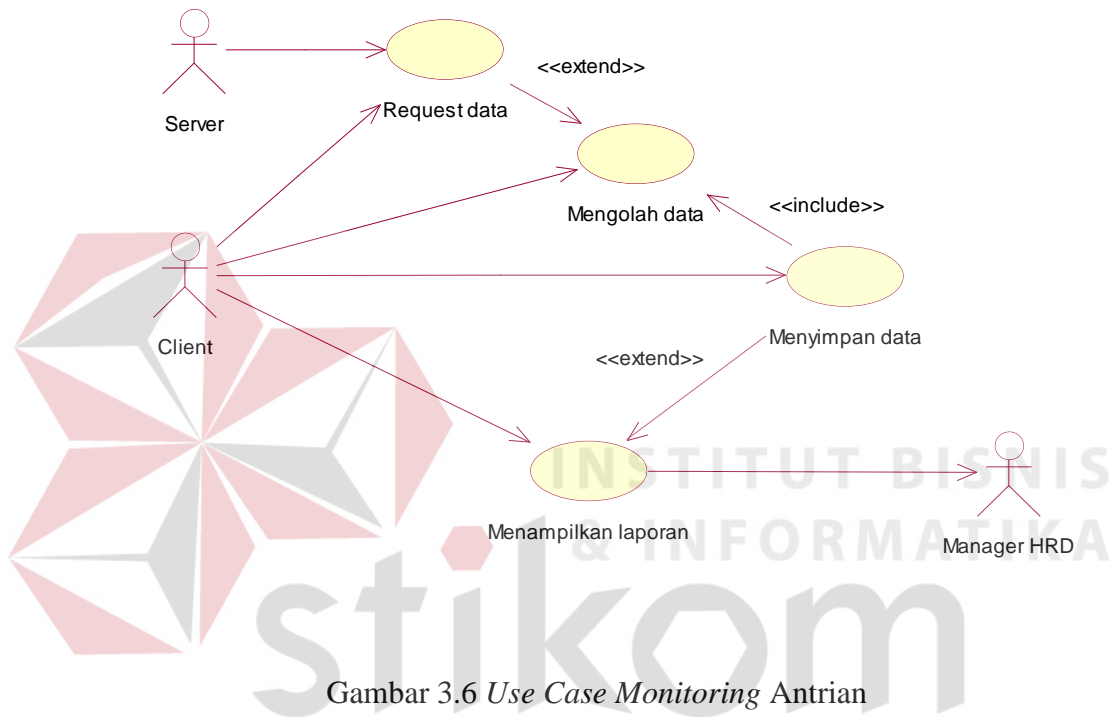 <<extend>>
Request data
Server
Mengolah data
<<include>>
Client
Menyimpan data
<<extend>>
INSTITUT BISNIS
Menampilkan laporan
& INFORMATIKA
Manager HRD
stikom
Gambar 3.6 Use Case Monitoring Antrian